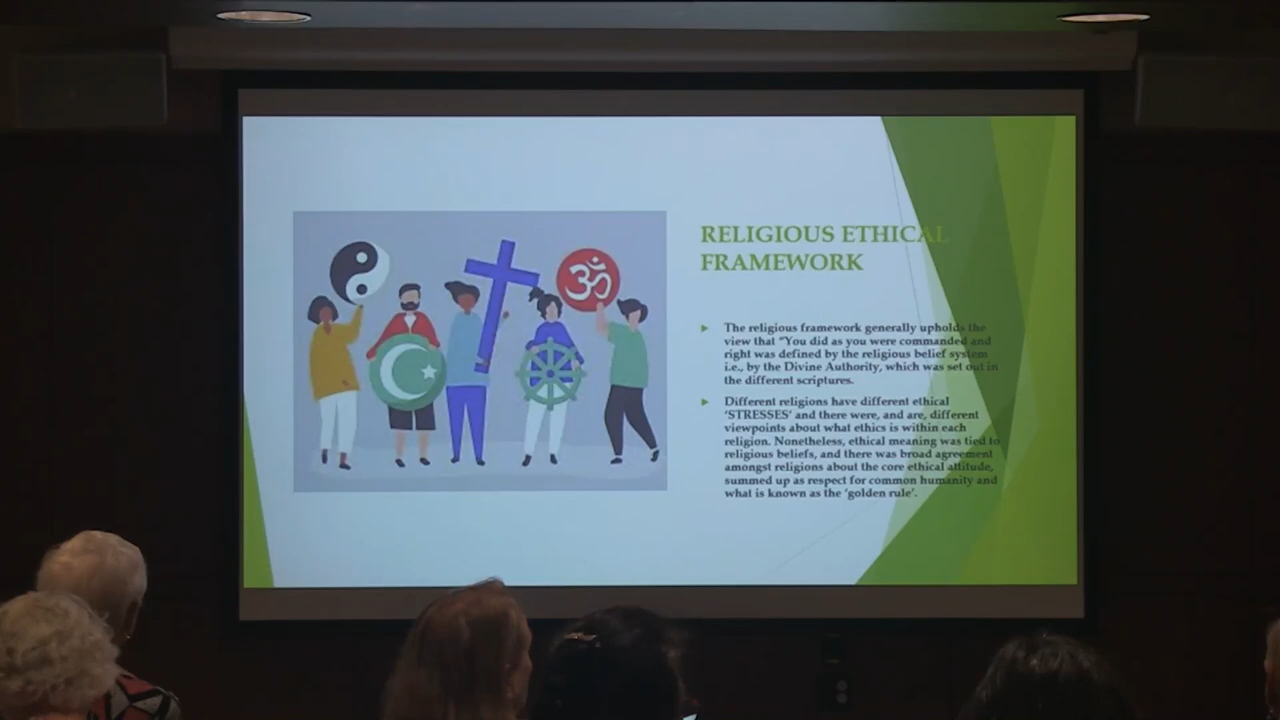 RELIGIOUS ETHICAL
FRAMEWORK
The religious framework generally upholds the
view that “You did as you were commanded and
right was defined by the religious belief system
i.e., by the Divine Authority, which was set out in
the different scriptures.
Different religions have different ethical
‘STRESSES’ and there were, and are, different
viewpoints about what ethics is within each
religion. Nonetheless, ethical meaning was tied to
religious beliefs, and there was broad agreement
amongst religions about the core ethical attitude,
summed up as respect for common humanity and
what is known as the ‘golden rule’.
ॐ